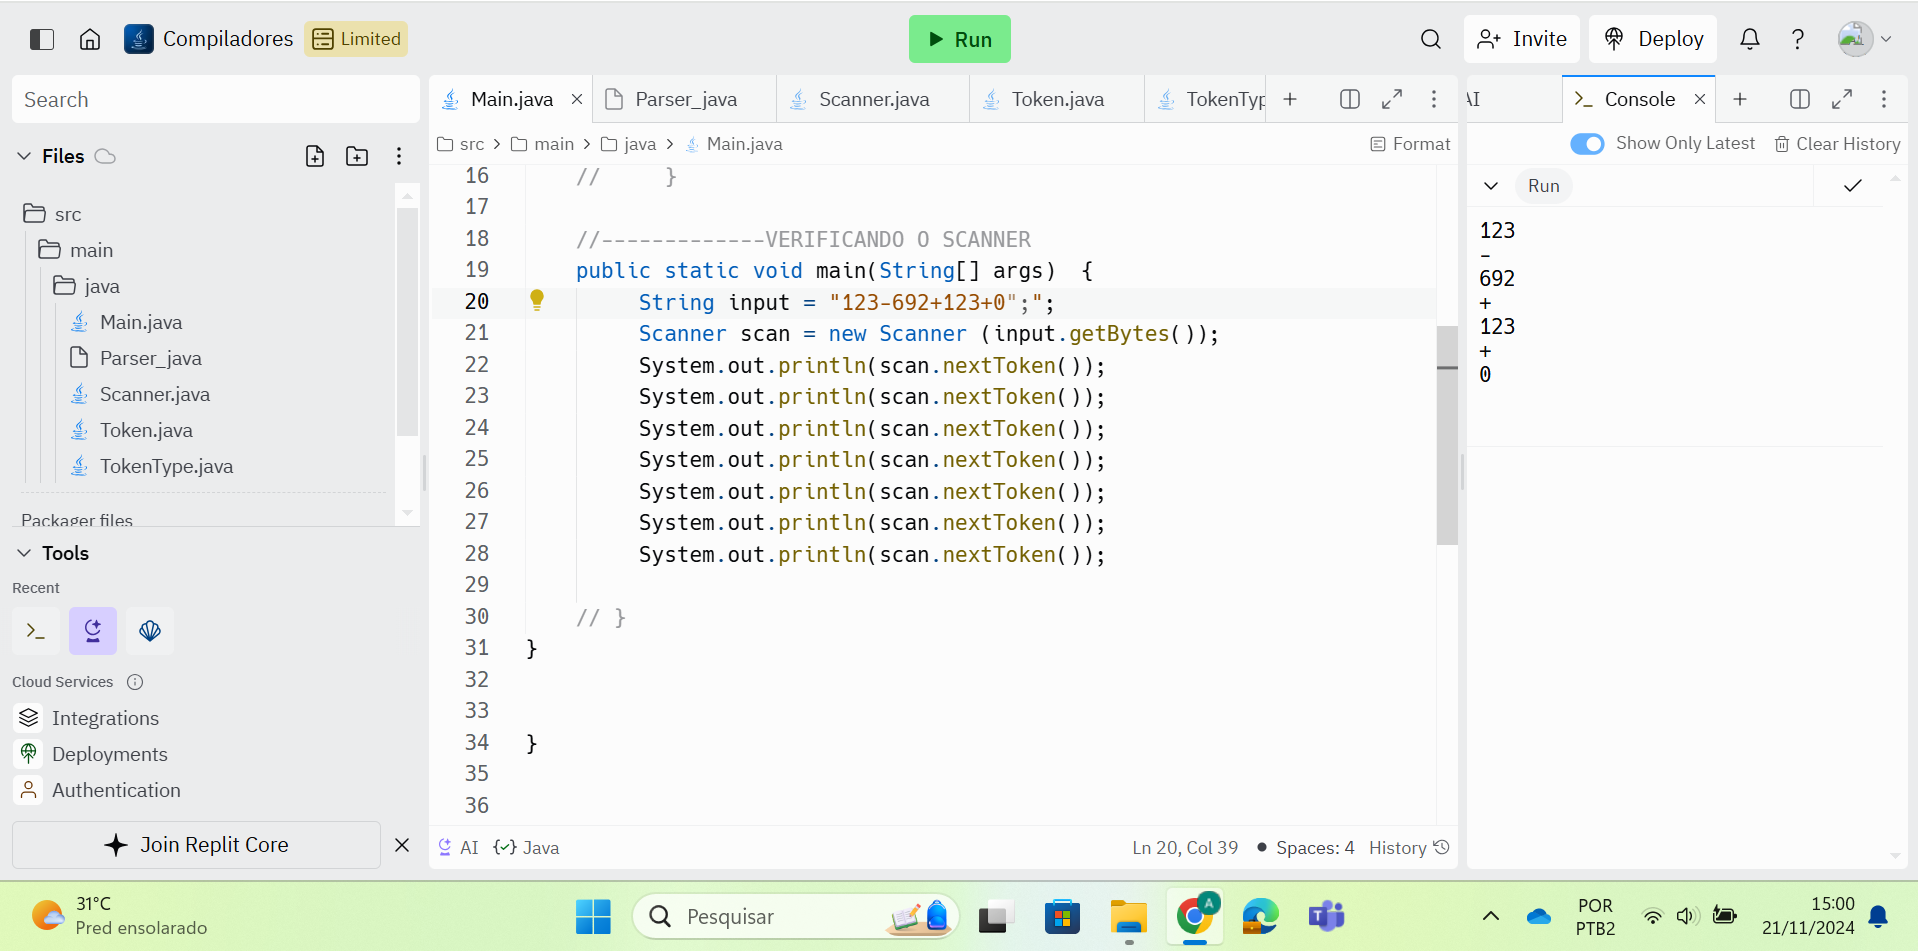 Compiladores
Limited
Run
Invite
Deploy
?
Search
Files
src
main
java
Main.java
Parser_java
Scanner.java
Token.java
TokenType.java
Packager files
Tools
Recent
Cloud Services
Integrations
Deployments
Authentication
Join Replit Core
Main.java
Parser_java
Scanner.java
Token.java
TokenTyp
src > main > java > Main.java
Format
16 // }
17
18 //-------------VERIFICANDO O SCANNER
19 public static void main(String[] args) {
20 String input = "123-692+123+0";";
21 Scanner scan = new Scanner (input.getBytes());
22 System.out.println(scan.nextToken());
23 System.out.println(scan.nextToken());
24 System.out.println(scan.nextToken());
25 System.out.println(scan.nextToken());
26 System.out.println(scan.nextToken());
27 System.out.println(scan.nextToken());
28 System.out.println(scan.nextToken());
29
30 // }
31 }
32
33
34 }
35
36
AI
Java
Ln 20, Col 39
Spaces: 4
History
AI
Console
Show Only Latest
Clear History
Run
123
-
692
+
123
+
0
31°C
Pred ensolarado
Pesquisar
A
POR
PTB2
15:00
21/11/2024